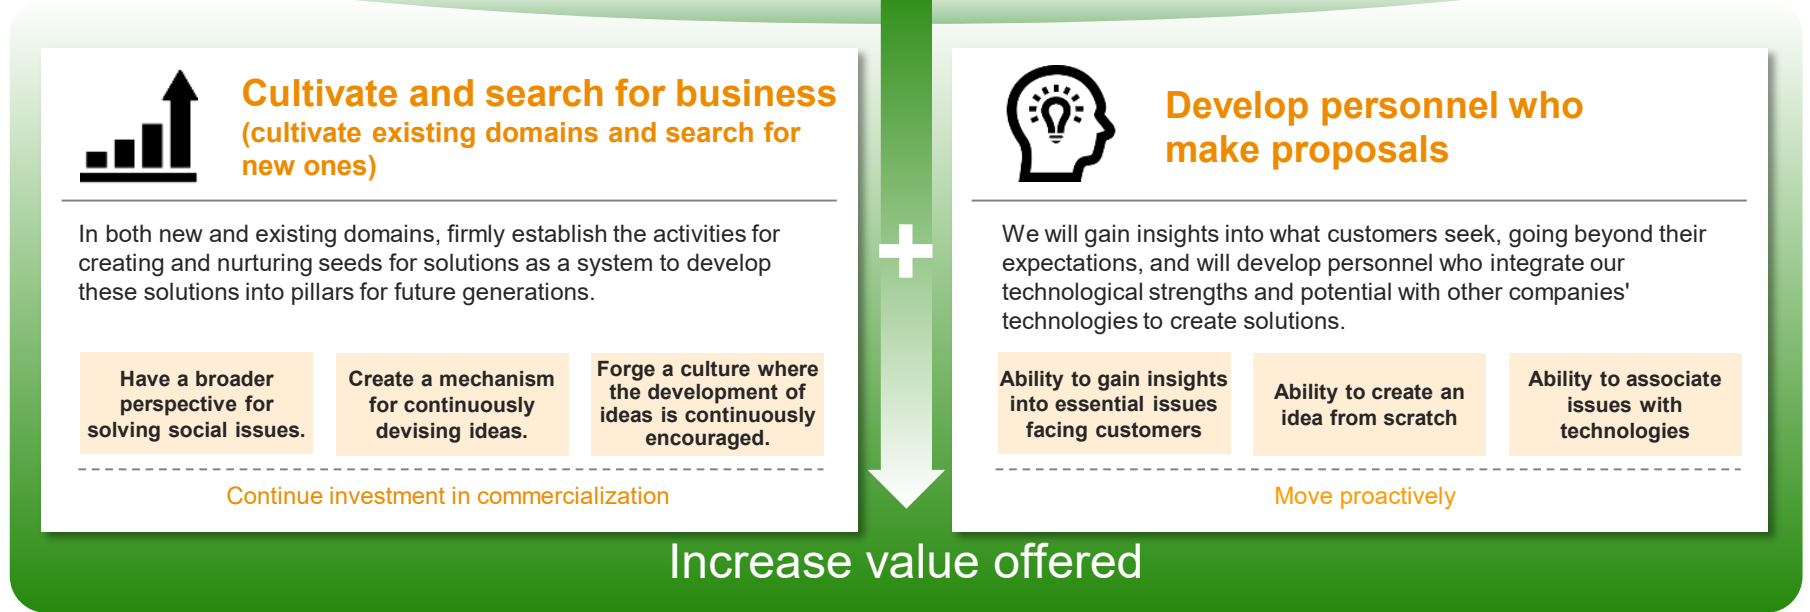 Cultivate and search for business
(cultivate existing domains and search for
new ones)
In both new and existing domains, firmly establish the activities for
creating and nurturing seeds for solutions as a system to develop
these solutions into pillars for future generations.
Have a broader
perspective for
solving social issues.
Create a mechanism
for continuously
devising ideas.
Forge a culture where
the development of
ideas is continuously
encouraged.
Continue investment in commercialization
+
Develop personnel who
make proposals
We will gain insights into what customers seek, going beyond their
expectations, and will develop personnel who integrate our
technological strengths and potential with other companies'
technologies to create solutions.
Ability to gain insights
into essential issues
facing customers
Ability to create an
idea from scratch
Ability to associate
issues with
technologies
Move proactively
Increase value offered